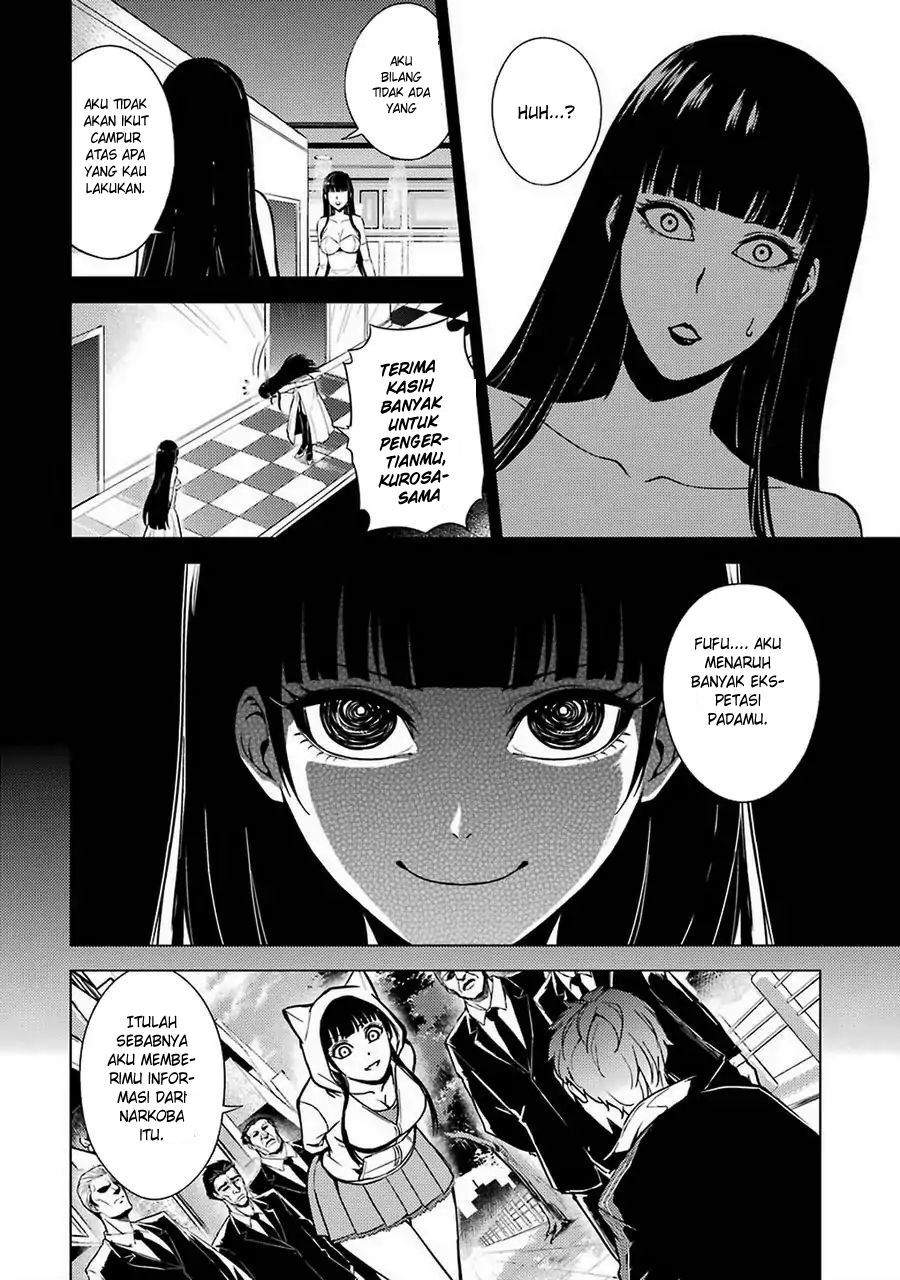 HUH...?
AKU
BILANG
TIDAK
ADA YANG
AKU TIDAK
AKAN IKUT
CAMPUR
ATAS APA
YANG KAU
LAKUKAN.
TERIMA
KASIH
BANYAK
UNTUK
PENGER-
TIANMU,
KUROSA-
SAMA
FUFU.... AKU
MENARUH
BANYAK EKS-
PETASI
PADAMU.
ITULAH
SEBABNYA
AKU MEMBE-
RIMU INFOR-
MASI DARI
NARKOBA
ITU.